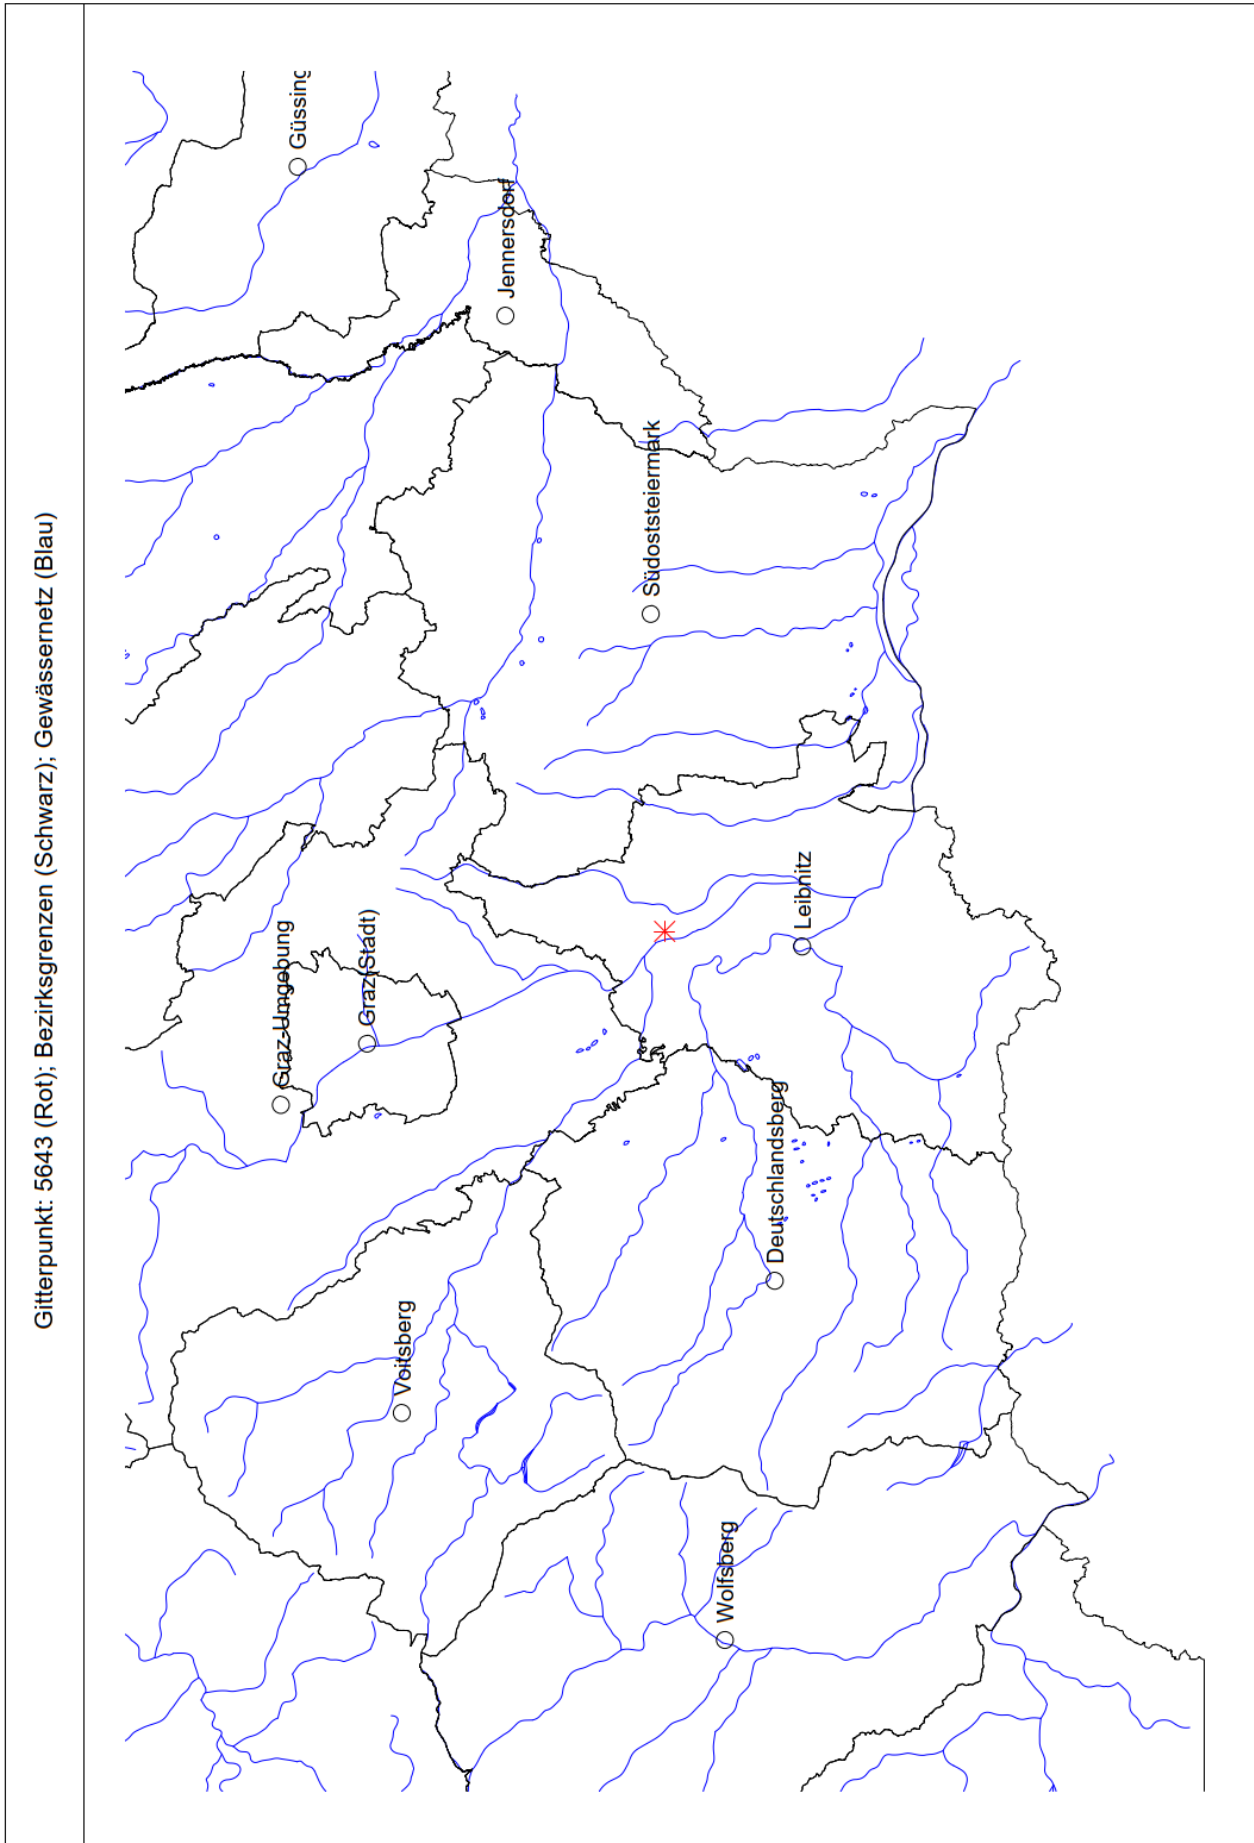 Gitterpunkt: 5643 (Rot); Bezirksgrenzen (Schwarz); Gewässernetz (Blau)
Güssing
Jennersdorf
Südoststeiermark
Graz-Umgebung
Graz(Stadt)
Leibnitz
Deutschlandsberg
Voitsberg
Wolfsberg